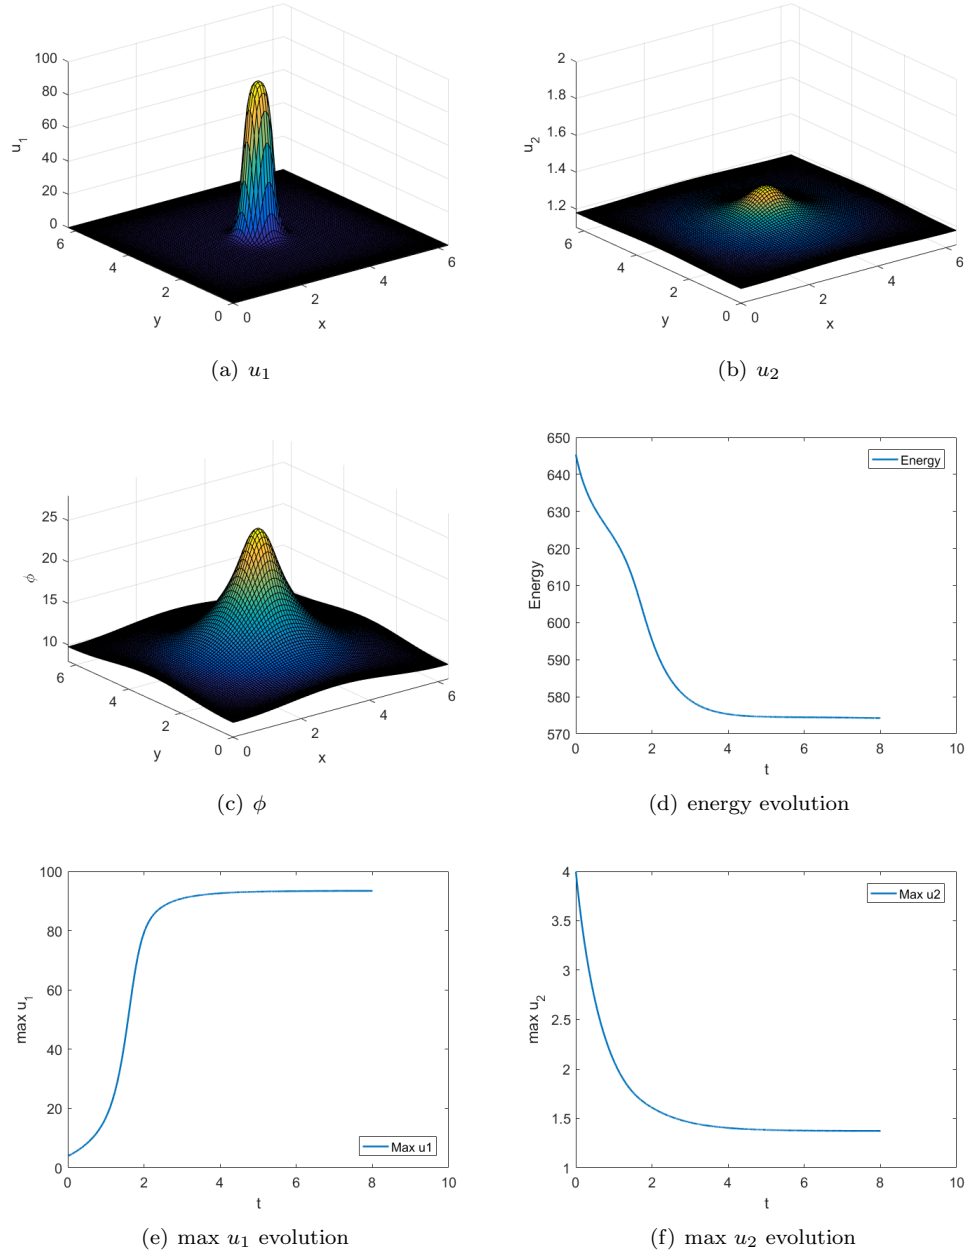 100
80
60
40
20
0
u1
6
4
2
0
y
0
2
4
6
x
(a) u1
2
1.8
1.6
1.4
1.2
u2
6
4
2
0
y
0
2
4
6
x
(b) u2
25
20
15
10
ϕ
6
4
2
0
y
0
2
4
6
x
(c) ϕ
650
640
630
620
610
600
590
580
570
Energy
Energy
0 2 4 6 8 10
t
(d) energy evolution
100
80
60
40
20
0
max u1
Max u1
0 2 4 6 8 10
t
(e) max u1 evolution
4
3.5
3
2.5
2
1.5
1
max u2
Max u2
0 2 4 6 8 10
t
(f) max u2 evolution